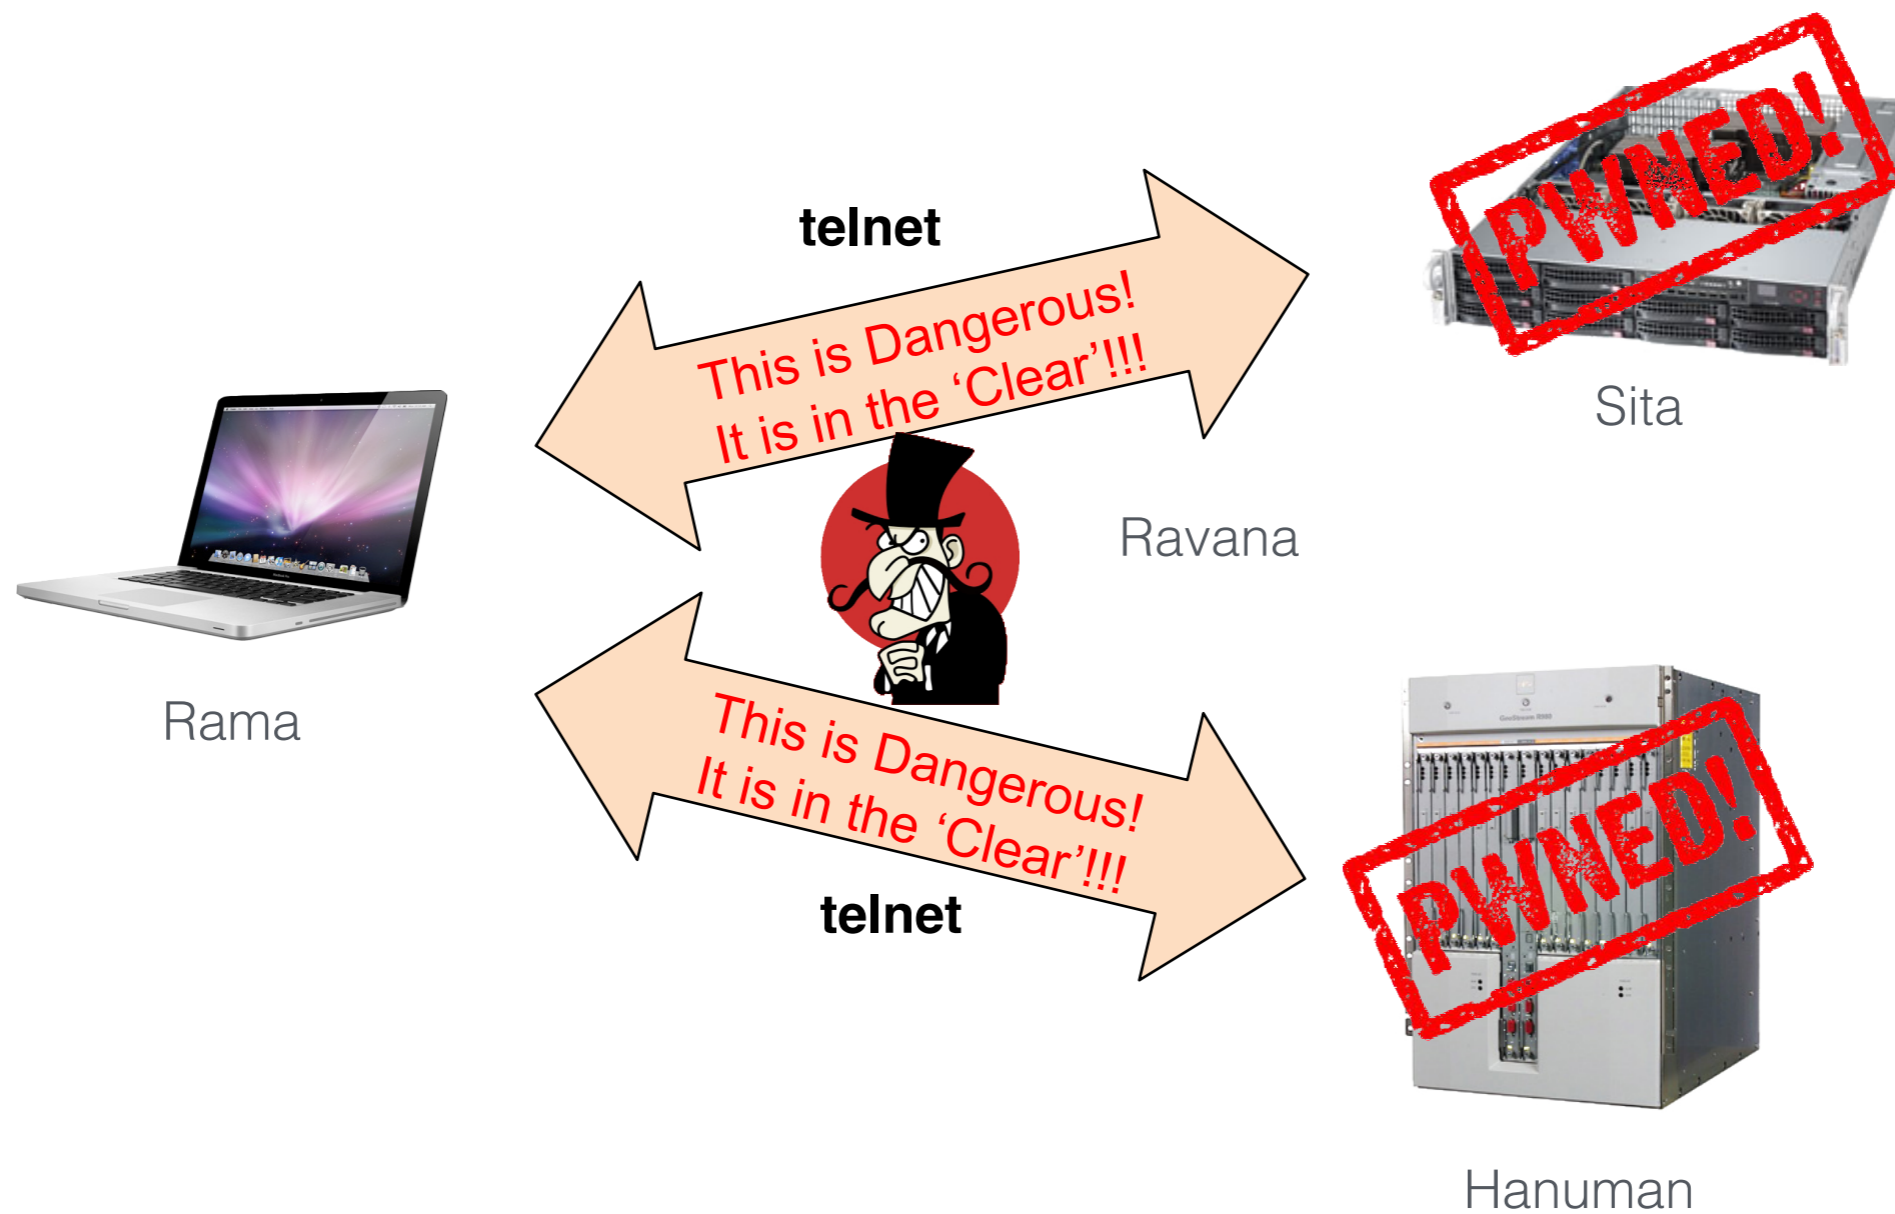 PWNED!
telnet
This is Dangerous!
It is in the ‘Clear’!!!
Sita
Ravana
Rama
This is Dangerous!
It is in the ‘Clear’!!!
telnet
PWNED!
Hanuman